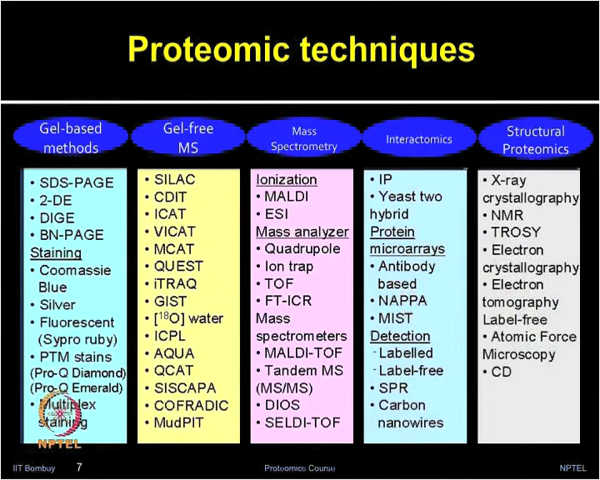 Proteomic techniques
Gel-based
methods
• SDS-PAGE
• 2-DE
• DIGE
• BN-PAGE
Staining
• Coomassie
Blue
• Silver
• Fluorescent
(Sypro ruby)
• PTM stains
(Pro-Q Diamond)
(Pro-Q Emerald)
• Multiplex
staining
Gel-free
MS
• SILAC
• CDIT
• ICAT
• VICAT
• MCAT
• QUEST
• iTRAQ
• GIST
• [18O] water
• ICPL
• AQUA
• QCAT
• SISCAPA
• COFRADIC
• MudPIT
Mass
Spectrometry
Ionization
• MALDI
• ESI
Mass analyzer
• Quadrupole
• Ion trap
• TOF
• FT-ICR
Mass
spectrometers
• MALDI-TOF
• Tandem MS
(MS/MS)
• DIOS
• SELDI-TOF
Interactomics
• IP
• Yeast two
hybrid
Protein
microarrays
• Antibody
based
• NAPPA
• MIST
Detection
- Labelled
- Label-free
• SPR
• Carbon
nanowires
Structural
Proteomics
• X-ray
crystallography
• NMR
• TROSY
• Electron
crystallography
• Electron
tomography
Label-free
• Atomic Force
Microscopy
• CD
NPTEL
IIT Bombay 7 Proteomics Course NPTEL